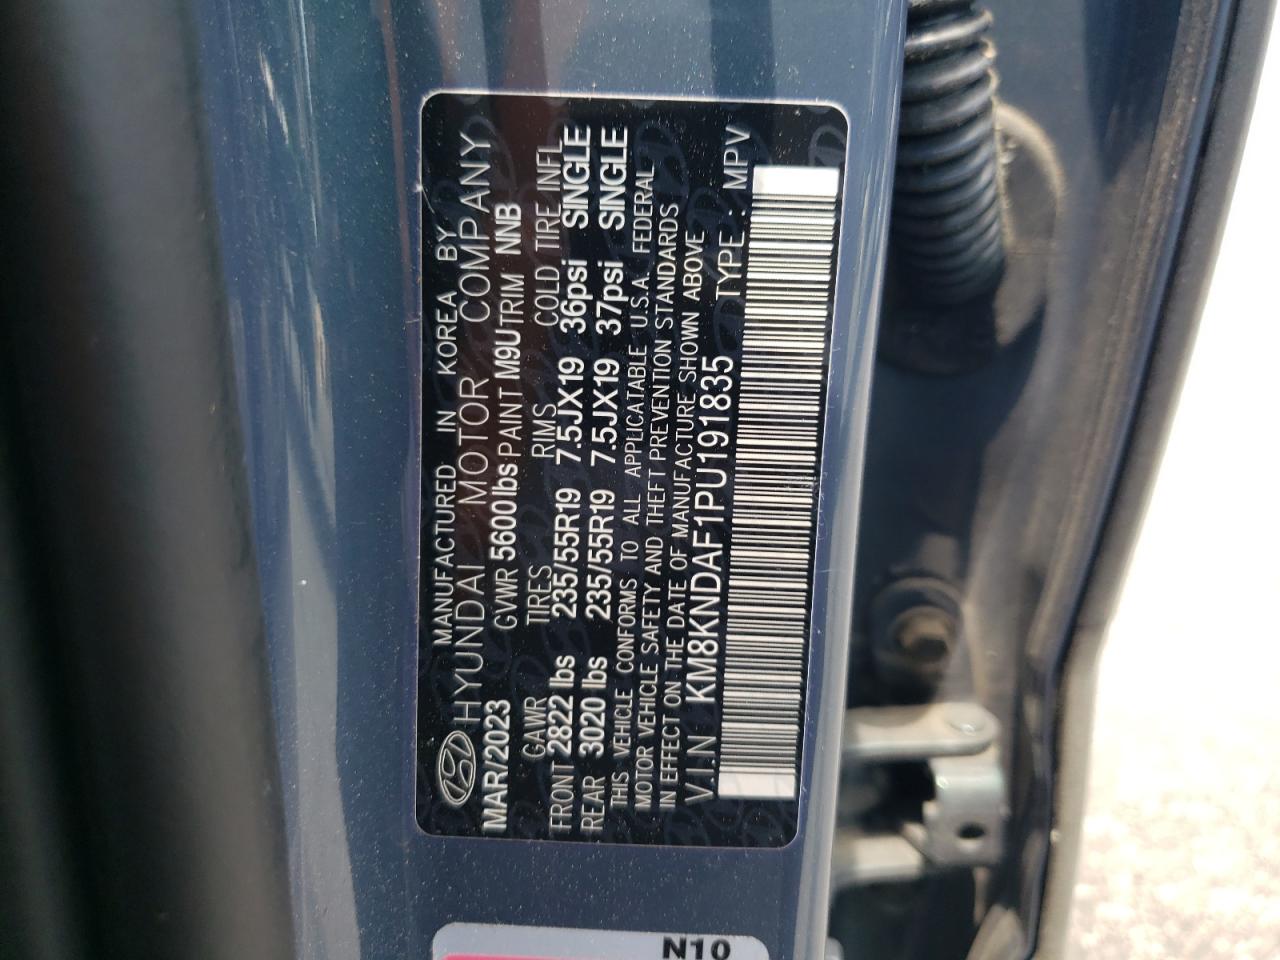 MANUFACTURED IN KOREA BY
HYUNDAI MOTOR COMPANY
MAR/2023 GVWR 5600lbs PAINT M9U TRIM NNB
GAWR TIRES RIMS COLD TIRE INFL
FRONT 2822 lbs 235/55R19 7.5JX19 36psi SINGLE
REAR 3020 lbs 235/55R19 7.5JX19 37psi SINGLE
THIS VEHICLE CONFORMS TO ALL APPLICATABLE U.S.A. FEDERAL
MOTOR VEHICLE SAFETY AND THEFT PREVENTION STANDARDS
IN EFFECT ON THE DATE OF MANUFACTURE SHOWN ABOVE
V.I.N KM8KNDAF1PU191835 TYPE : MPV
N10